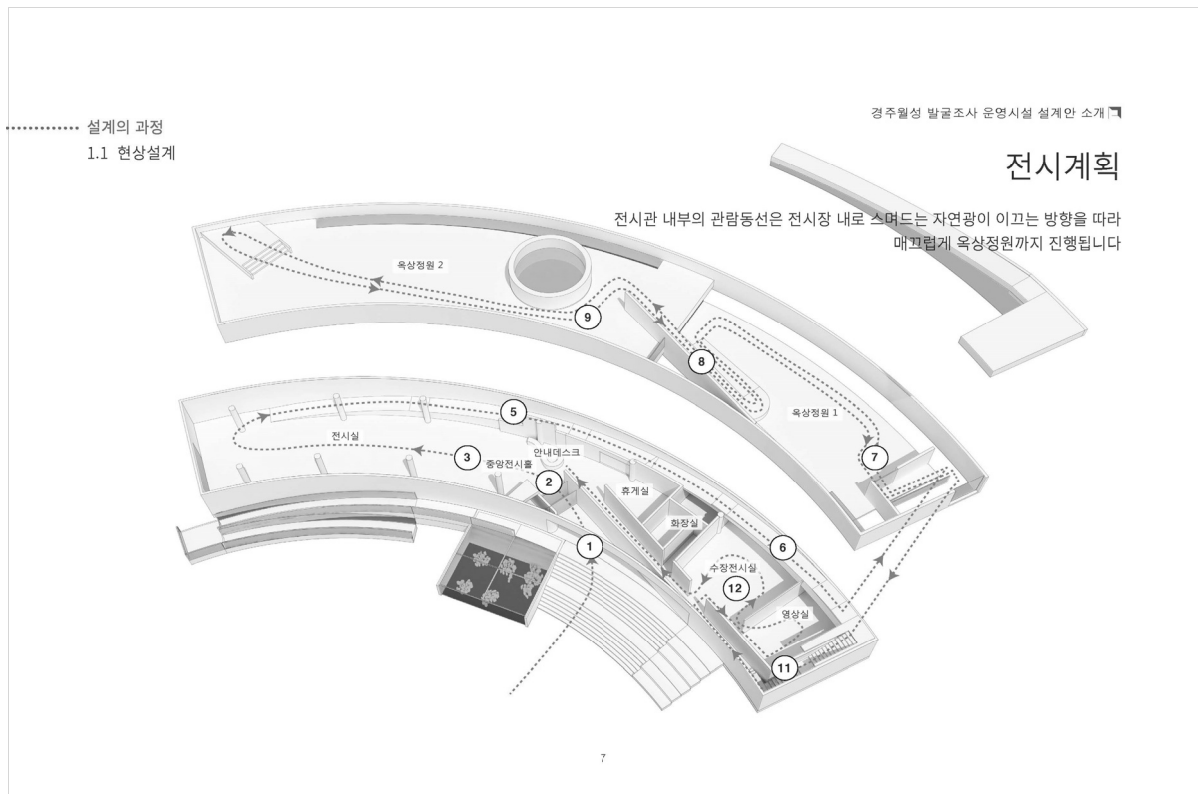 설계의 과정
1.1 현상설계
경주월성 발굴조사 운영시설 설계안 소개
전시계획
전시관 내부의 관람동선은 전시장 내로 스며드는 자연광이 이끄는 방향을 따라
매끄럽게 옥상정원까지 진행됩니다
옥상정원 2
9
8
옥상정원 1
7
5
전시실
3
중앙전시홀
안내데스크
2
휴게실
화장실
1
6
수장전시실
12
영상실
11
7